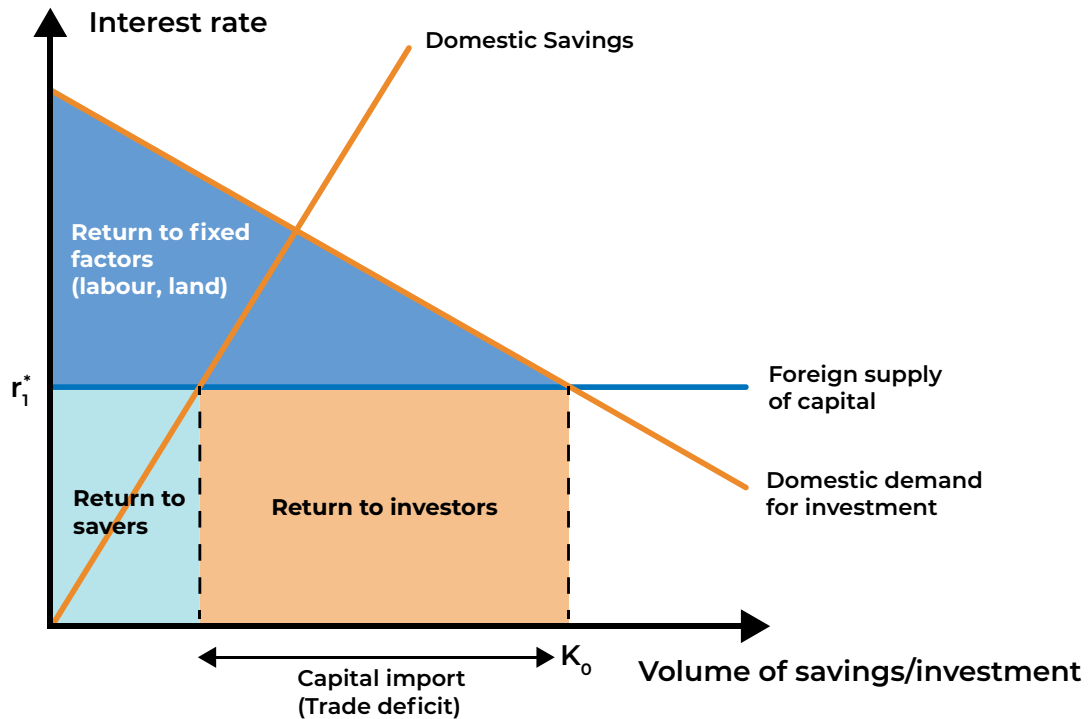 Interest rate
Domestic Savings
Return to fixed
factors
(labour, land)
r₁*
Foreign supply
of capital
Domestic demand
for investment
Return to
savers
Return to investors
K₀
Volume of savings/investment
Capital import
(Trade deficit)